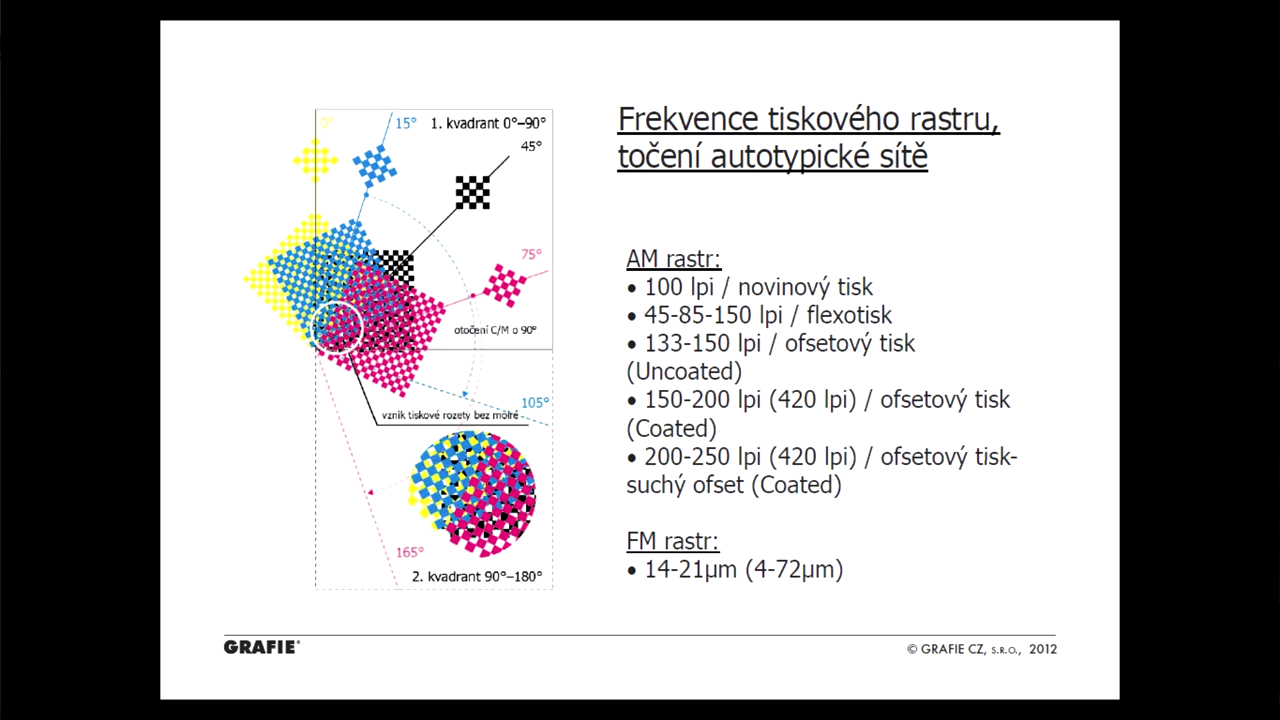 Frekvence tiskového rastru,
točení autotypické sítě
0°
15°
1. kvadrant 0°–90°
45°
75°
otočení C/M o 90°
105°
vznik tiskové rozety bez moiré
165°
2. kvadrant 90°–180°
AM rastr:
• 100 lpi / novinový tisk
• 45-85-150 lpi / flexotisk
• 133-150 lpi / ofsetový tisk
(Uncoated)
• 150-200 lpi (420 lpi) / ofsetový tisk
(Coated)
• 200-250 lpi (420 lpi) / ofsetový tisk-
suchý ofset (Coated)
FM rastr:
• 14-21µm (4-72µm)
GRAFIE®
© GRAFIE CZ, S.R.O., 2012